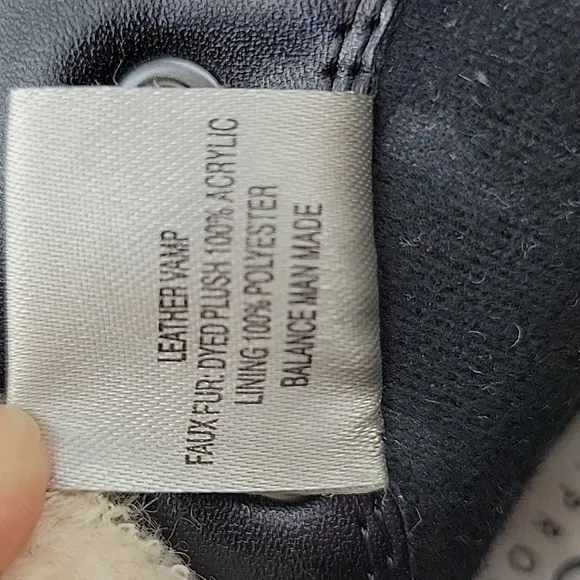 LEATHER VAMP
FAUX FUR: DYED PLUSH 100% ACRYLIC
LINING 100% POLYESTER
BALANCE MAN MADE